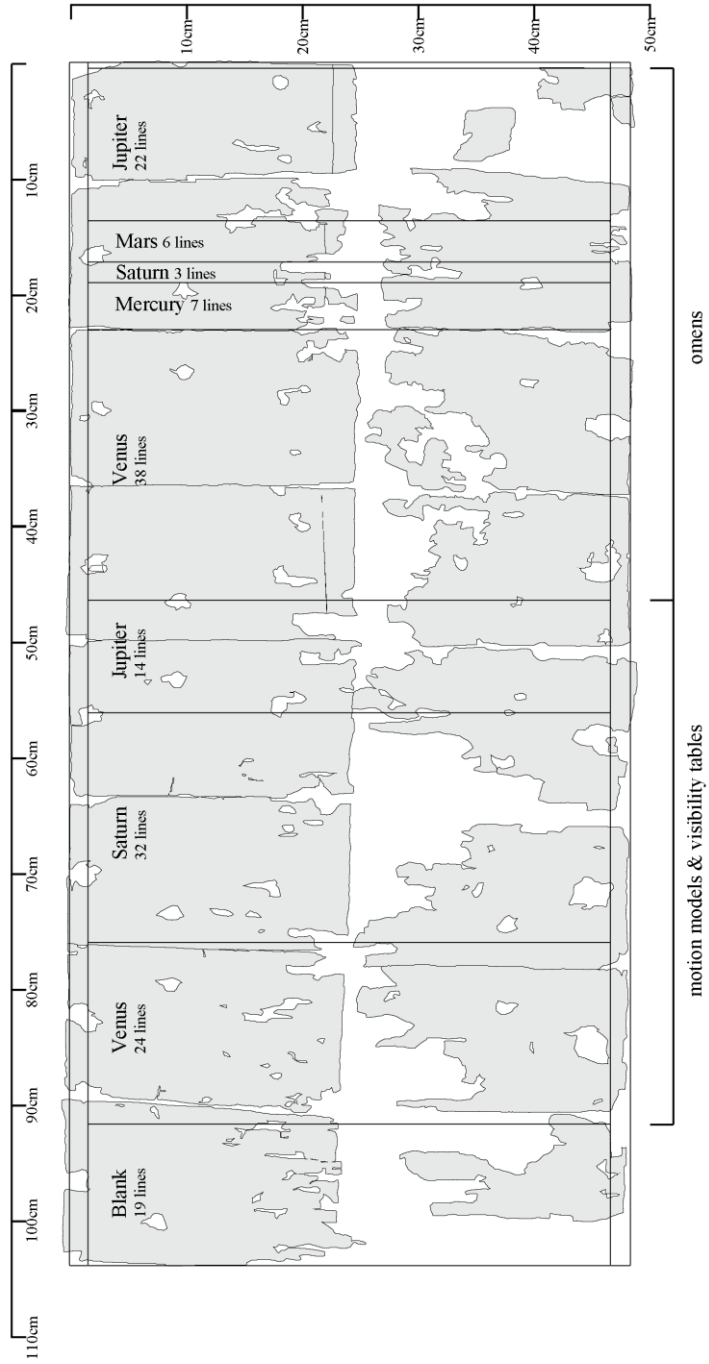 10cm
20cm
30cm
40cm
50cm
10cm
20cm
30cm
40cm
50cm
60cm
70cm
80cm
90cm
100cm
110cm
Jupiter
22 lines
Mars 6 lines
Saturn 3 lines
Mercury 7 lines
Venus
38 lines
Jupiter
14 lines
Saturn
32 lines
Venus
24 lines
Blank
19 lines
omens
motion models & visibility tables